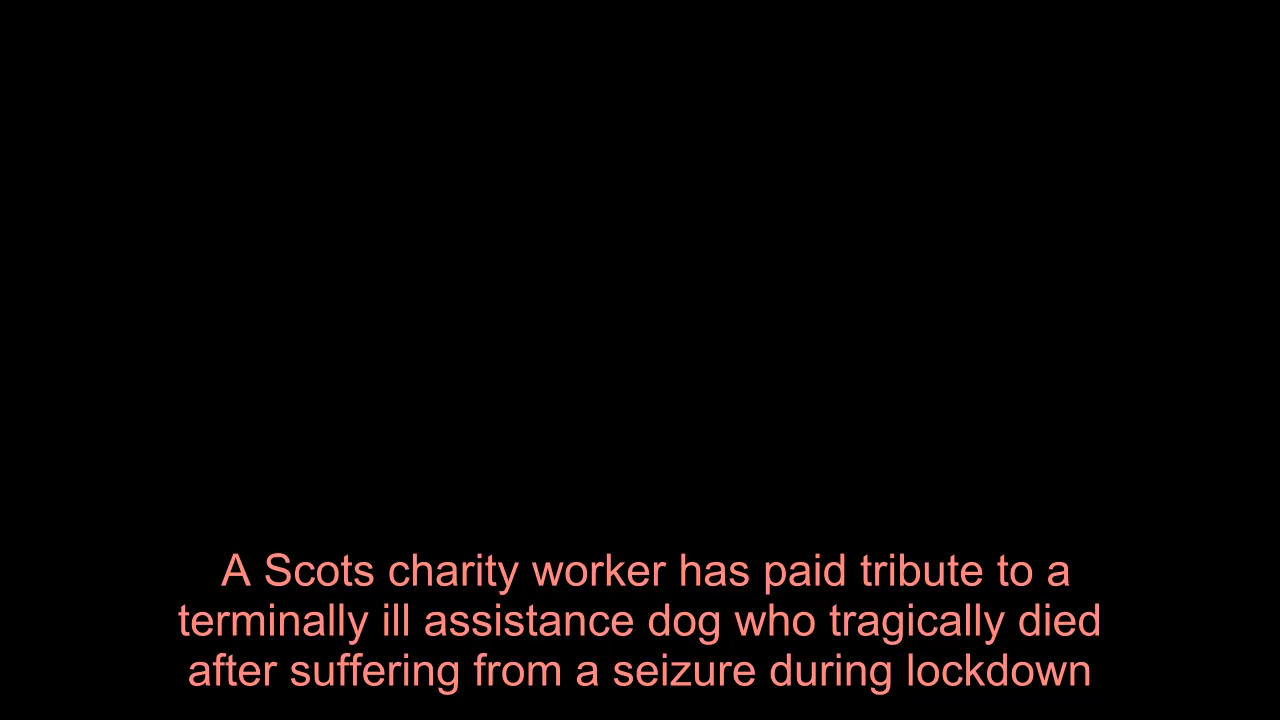 A Scots charity worker has paid tribute to a
terminally ill assistance dog who tragically died
after suffering from a seizure during lockdown